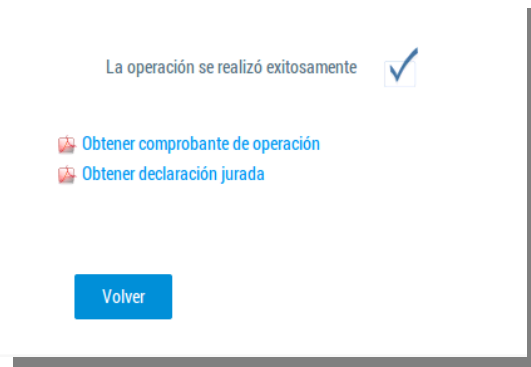 La operación se realizó exitosamente
Obtener comprobante de operación
Obtener declaración jurada
Volver